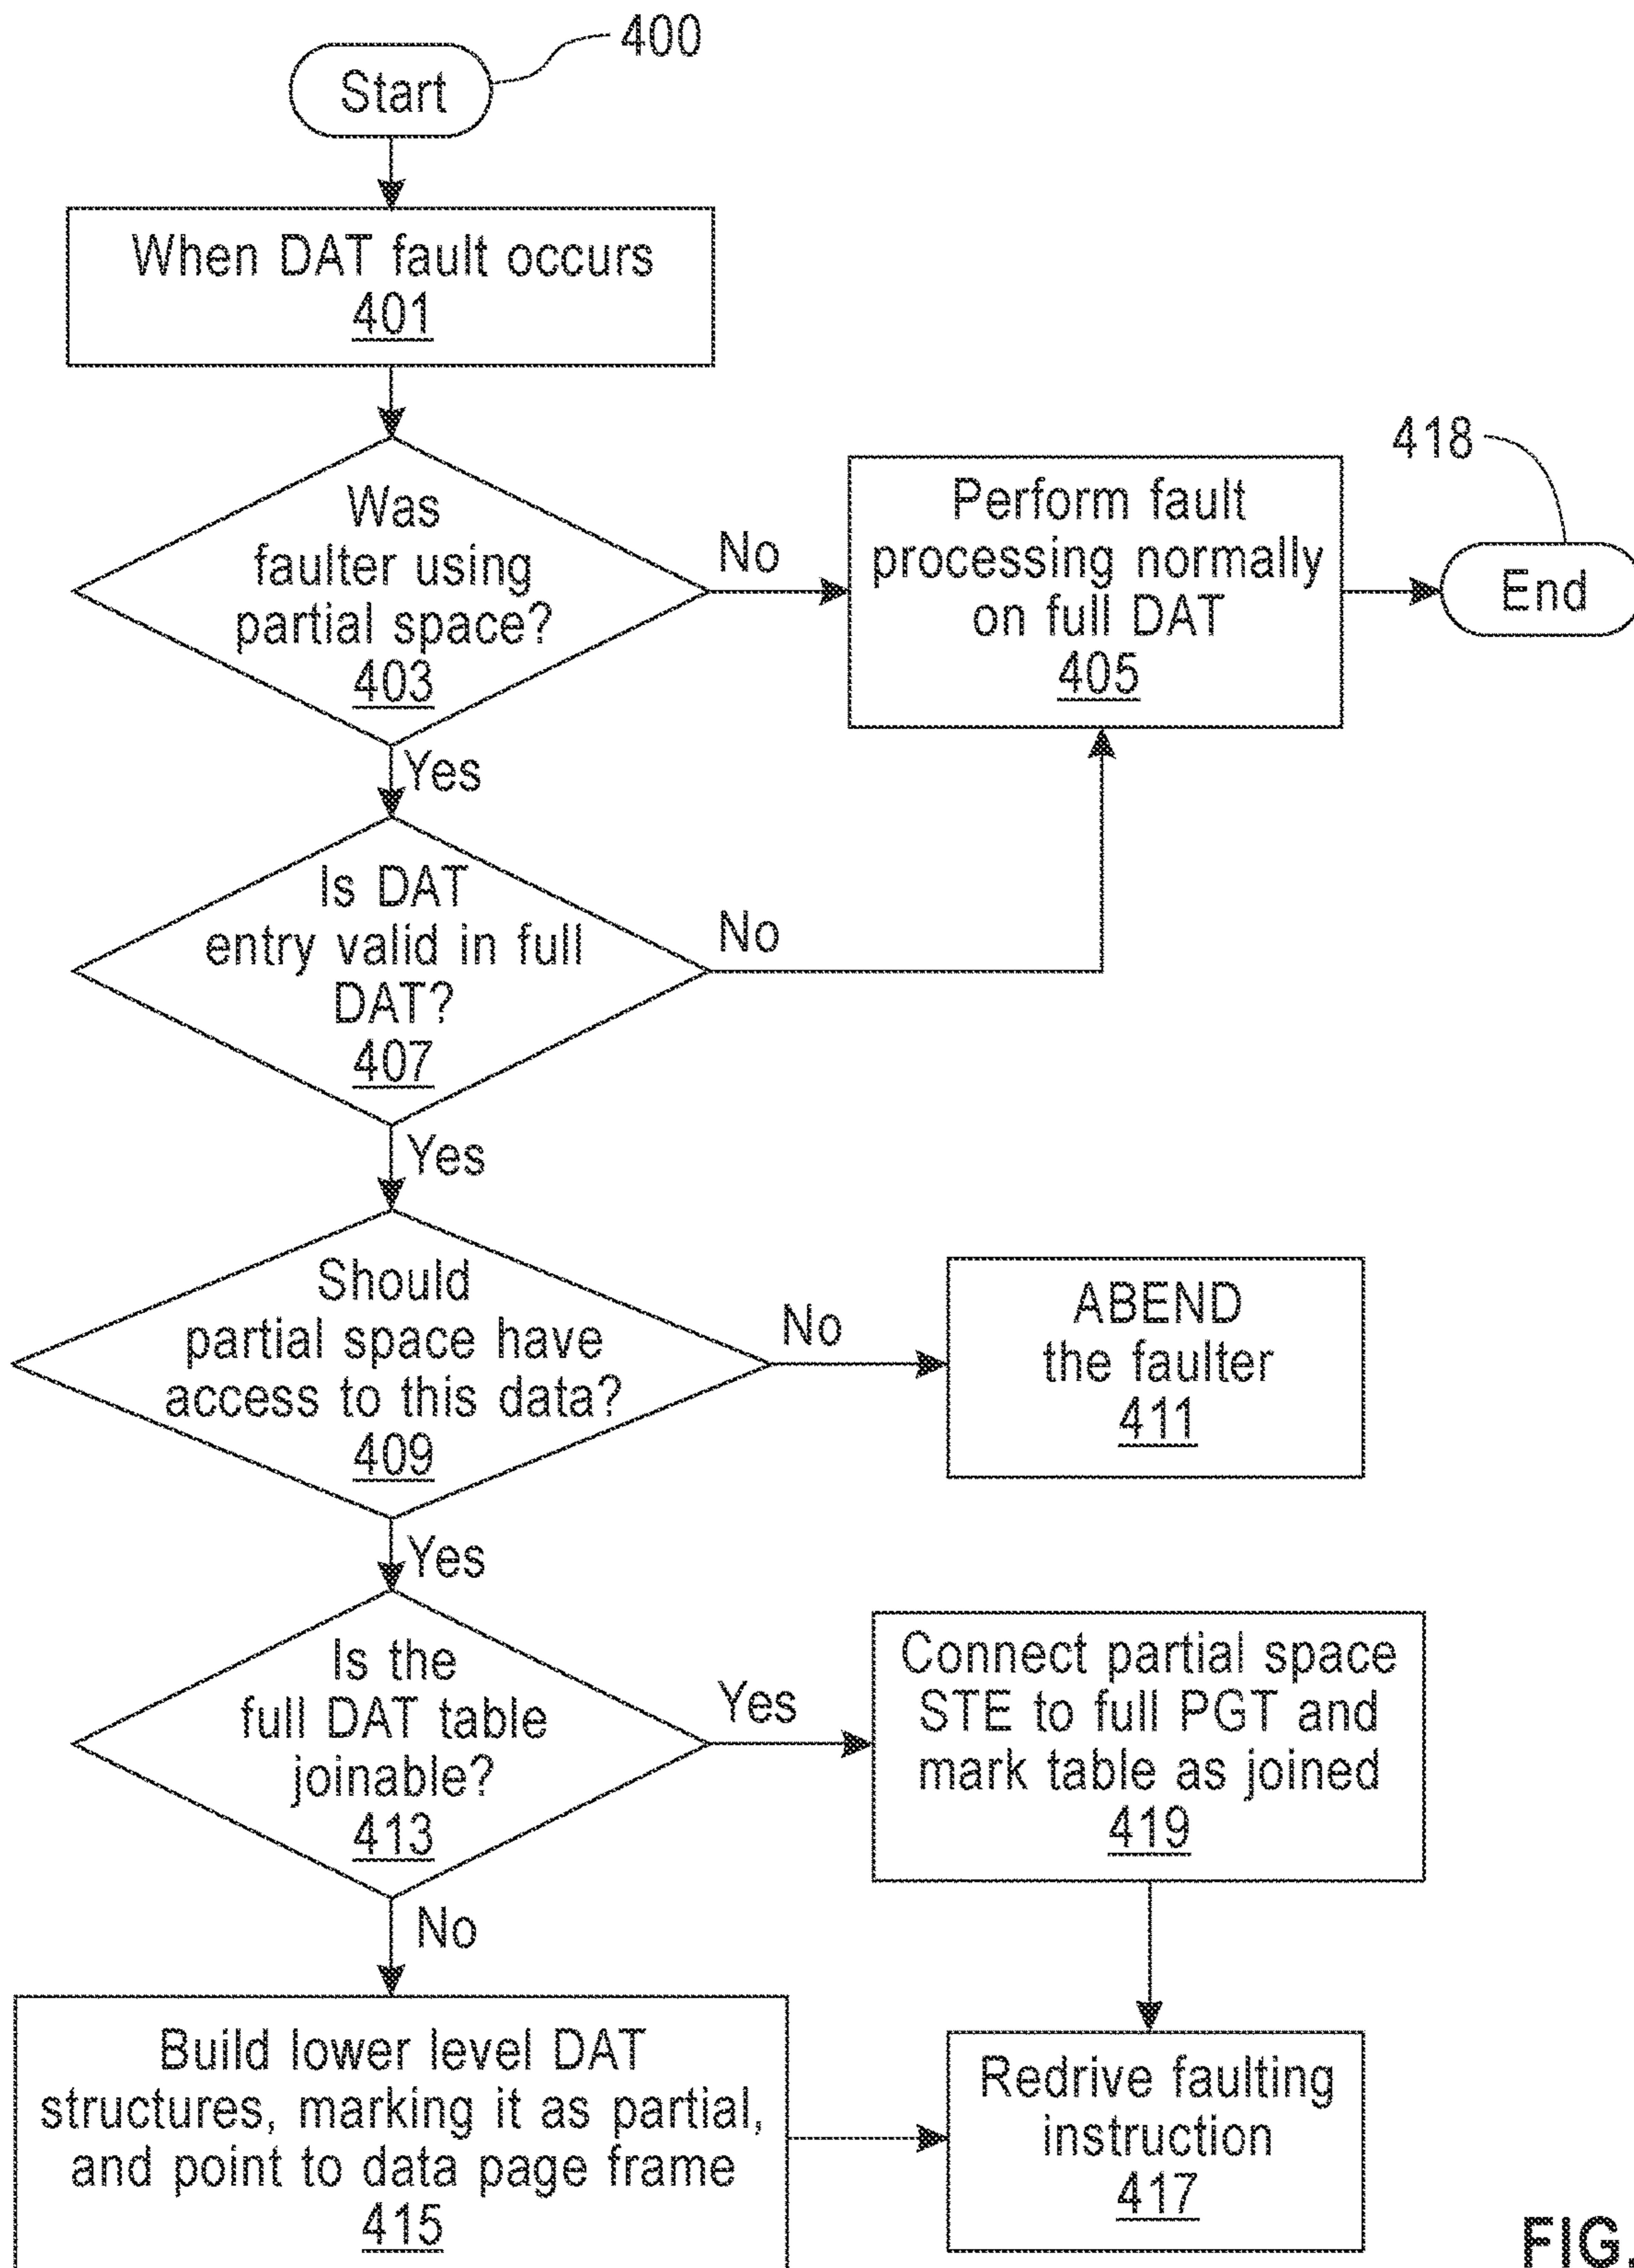 400
Start
When DAT fault occurs
401
Was
faulter using
partial space?
403
No
Perform fault
processing normally
on full DAT
405
418
End
Yes
Is DAT
entry valid in full
DAT?
407
No
Yes
Should
partial space have
access to this data?
409
No
ABEND
the faulter
411
Yes
Is the
full DAT table
joinable?
413
Yes
Connect partial space
STE to full PGT and
mark table as joined
419
No
Build lower level DAT
structures, marking it as partial,
and point to data page frame
415
Redrive faulting
instruction
417
FIG.